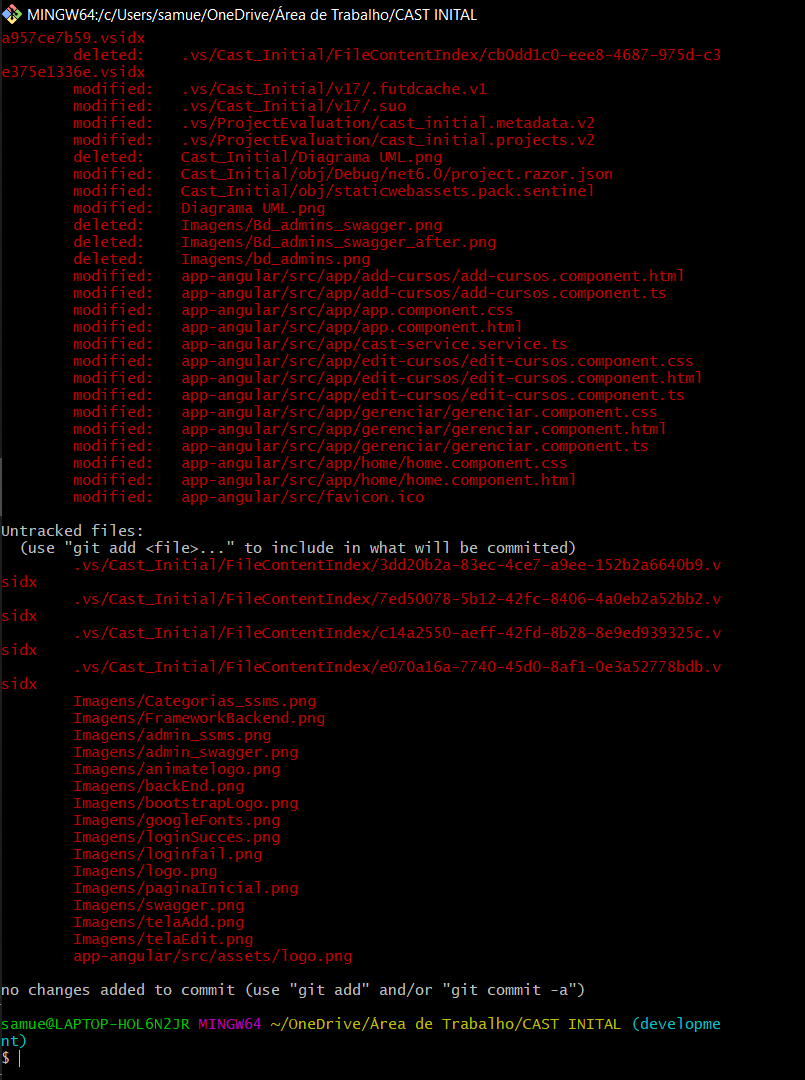 MINGW64:/c/Users/samue/OneDrive/Área de Trabalho/CAST INITAL
a957ce7b59.vsidx
deleted: .vs/Cast_Initial/FileContentIndex/cb0dd1c0-eee8-4687-975d-c3
e375e1336e.vsidx
modified: .vs/Cast_Initial/v17/.futdcache.v1
modified: .vs/Cast_Initial/v17/.suo
modified: .vs/ProjectEvaluation/cast_initial.metadata.v2
modified: .vs/ProjectEvaluation/cast_initial.projects.v2
deleted: Cast_Initial/Diagrama UML.png
modified: Cast_Initial/obj/Debug/net6.0/project.razor.json
modified: Cast_Initial/obj/staticwebassets.pack.sentinel
modified: Diagrama UML.png
deleted: Imagens/Bd_admins_swagger.png
deleted: Imagens/Bd_admins_swagger_after.png
deleted: Imagens/bd_admins.png
modified: app-angular/src/app/add-cursos/add-cursos.component.html
modified: app-angular/src/app/add-cursos/add-cursos.component.ts
modified: app-angular/src/app/app.component.css
modified: app-angular/src/app/app.component.html
modified: app-angular/src/app/cast-service.service.ts
modified: app-angular/src/app/edit-cursos/edit-cursos.component.css
modified: app-angular/src/app/edit-cursos/edit-cursos.component.html
modified: app-angular/src/app/edit-cursos/edit-cursos.component.ts
modified: app-angular/src/app/gerenciar/gerenciar.component.css
modified: app-angular/src/app/gerenciar/gerenciar.component.html
modified: app-angular/src/app/gerenciar/gerenciar.component.ts
modified: app-angular/src/app/home/home.component.css
modified: app-angular/src/app/home/home.component.html
modified: app-angular/src/favicon.ico
Untracked files:
(use "git add <file>..." to include in what will be committed)
.vs/Cast_Initial/FileContentIndex/3dd20b2a-83ec-4ce7-a9ee-152b2a6640b9.v
sidx
.vs/Cast_Initial/FileContentIndex/7ed50078-5b12-42fc-8406-4a0eb2a52bb2.v
sidx
.vs/Cast_Initial/FileContentIndex/c14a2550-aeff-42fd-8b28-8e9ed939325c.v
sidx
.vs/Cast_Initial/FileContentIndex/e070a16a-7740-45d0-8af1-0e3a52778bdb.v
sidx
Imagens/Categorias_ssms.png
Imagens/FrameworkBackend.png
Imagens/admin_ssms.png
Imagens/admin_swagger.png
Imagens/animatelogo.png
Imagens/backEnd.png
Imagens/bootstrapLogo.png
Imagens/googleFonts.png
Imagens/loginSucces.png
Imagens/loginfail.png
Imagens/logo.png
Imagens/paginaInicial.png
Imagens/swagger.png
Imagens/telaAdd.png
Imagens/telaEdit.png
app-angular/src/assets/logo.png
no changes added to commit (use "git add" and/or "git commit -a")
samue@LAPTOP-HOL6N2JR MINGW64 ~/OneDrive/Área de Trabalho/CAST INITAL (developme
nt)
$